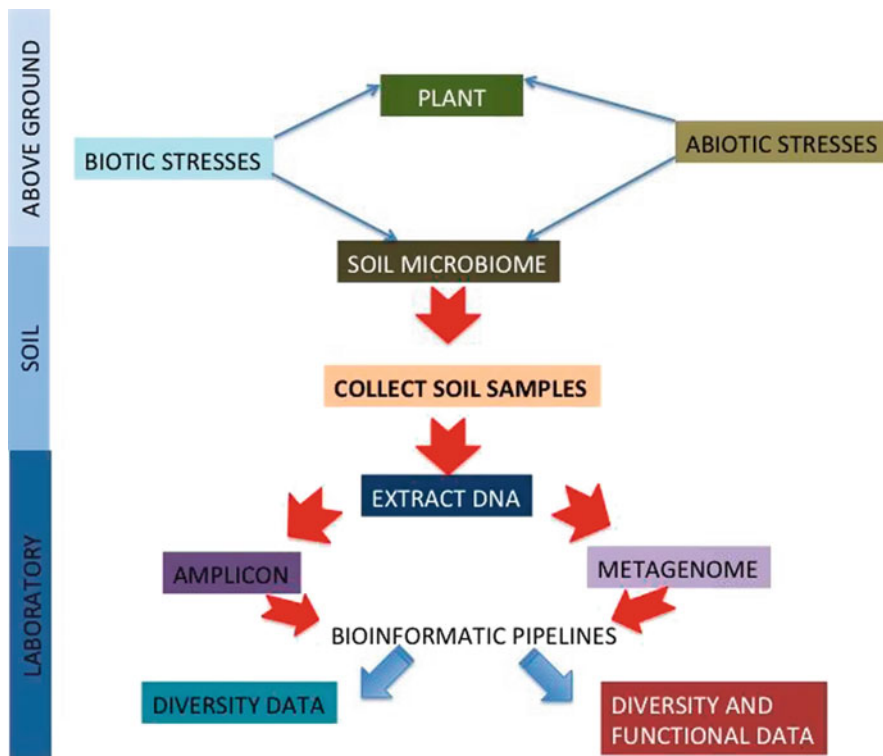 ABOVE GROUND
PLANT
BIOTIC STRESSES
ABIOTIC STRESSES
SOIL MICROBIOME
SOIL
COLLECT SOIL SAMPLES
LABORATORY
EXTRACT DNA
AMPLICON
METAGENOME
BIOINFORMATIC PIPELINES
DIVERSITY DATA
DIVERSITY AND
FUNCTIONAL DATA